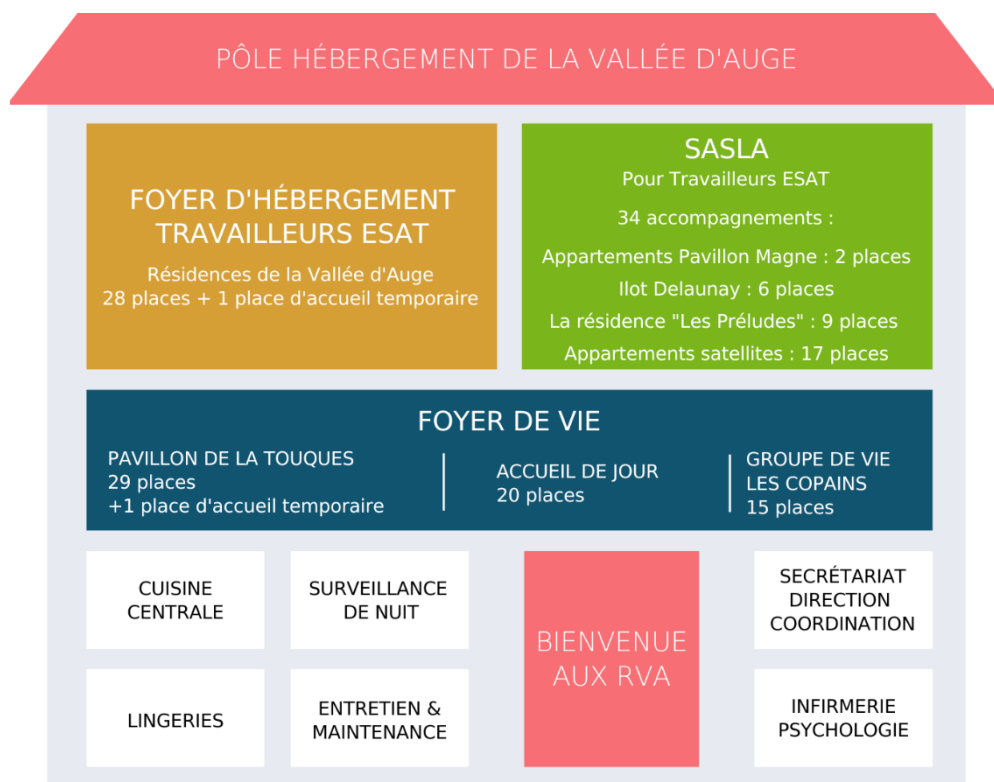 PÔLE HÉBERGEMENT DE LA VALLÉE D'AUGE
FOYER D'HÉBERGEMENT
TRAVAILLEURS ESAT
Résidences de la Vallée d'Auge
28 places + 1 place d'accueil temporaire
SASLA
Pour Travailleurs ESAT
34 accompagnements :
Appartements Pavillon Magne : 2 places
Ilot Delaunay : 6 places
La résidence "Les Préludes" : 9 places
Appartements satellites : 17 places
FOYER DE VIE
PAVILLON DE LA TOUQUES
29 places
+1 place d'accueil temporaire
ACCUEIL DE JOUR
20 places
GROUPE DE VIE
LES COPAINS
15 places
CUISINE
CENTRALE
SURVEILLANCE
DE NUIT
BIENVENUE
AUX RVA
SECRÉTARIAT
DIRECTION
COORDINATION
LINGERIES
ENTRETIEN &
MAINTENANCE
INFIRMERIE
PSYCHOLOGIE